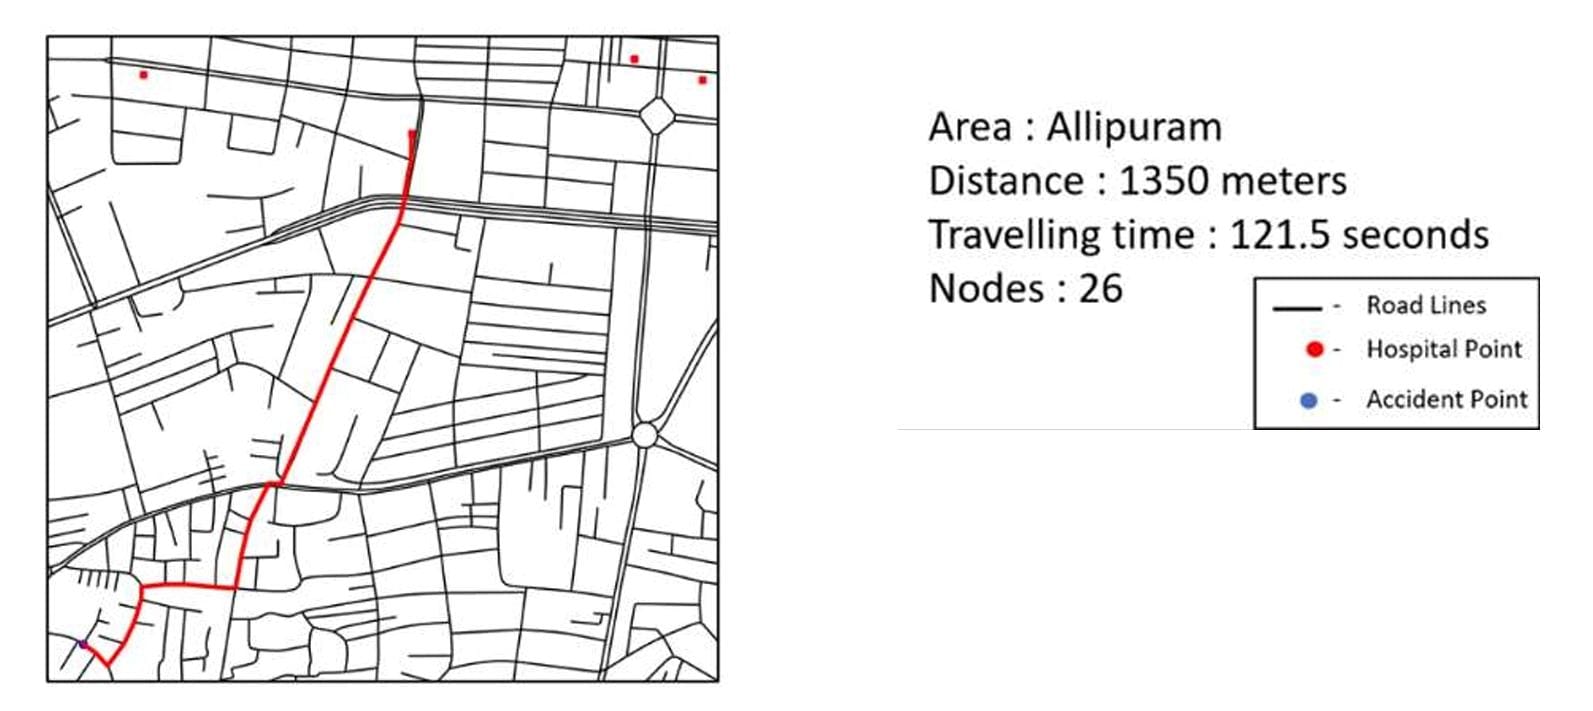 Area : Allipuram
Distance : 1350 meters
Travelling time : 121.5 seconds
Nodes : 26
- Road Lines
- Hospital Point
- Accident Point